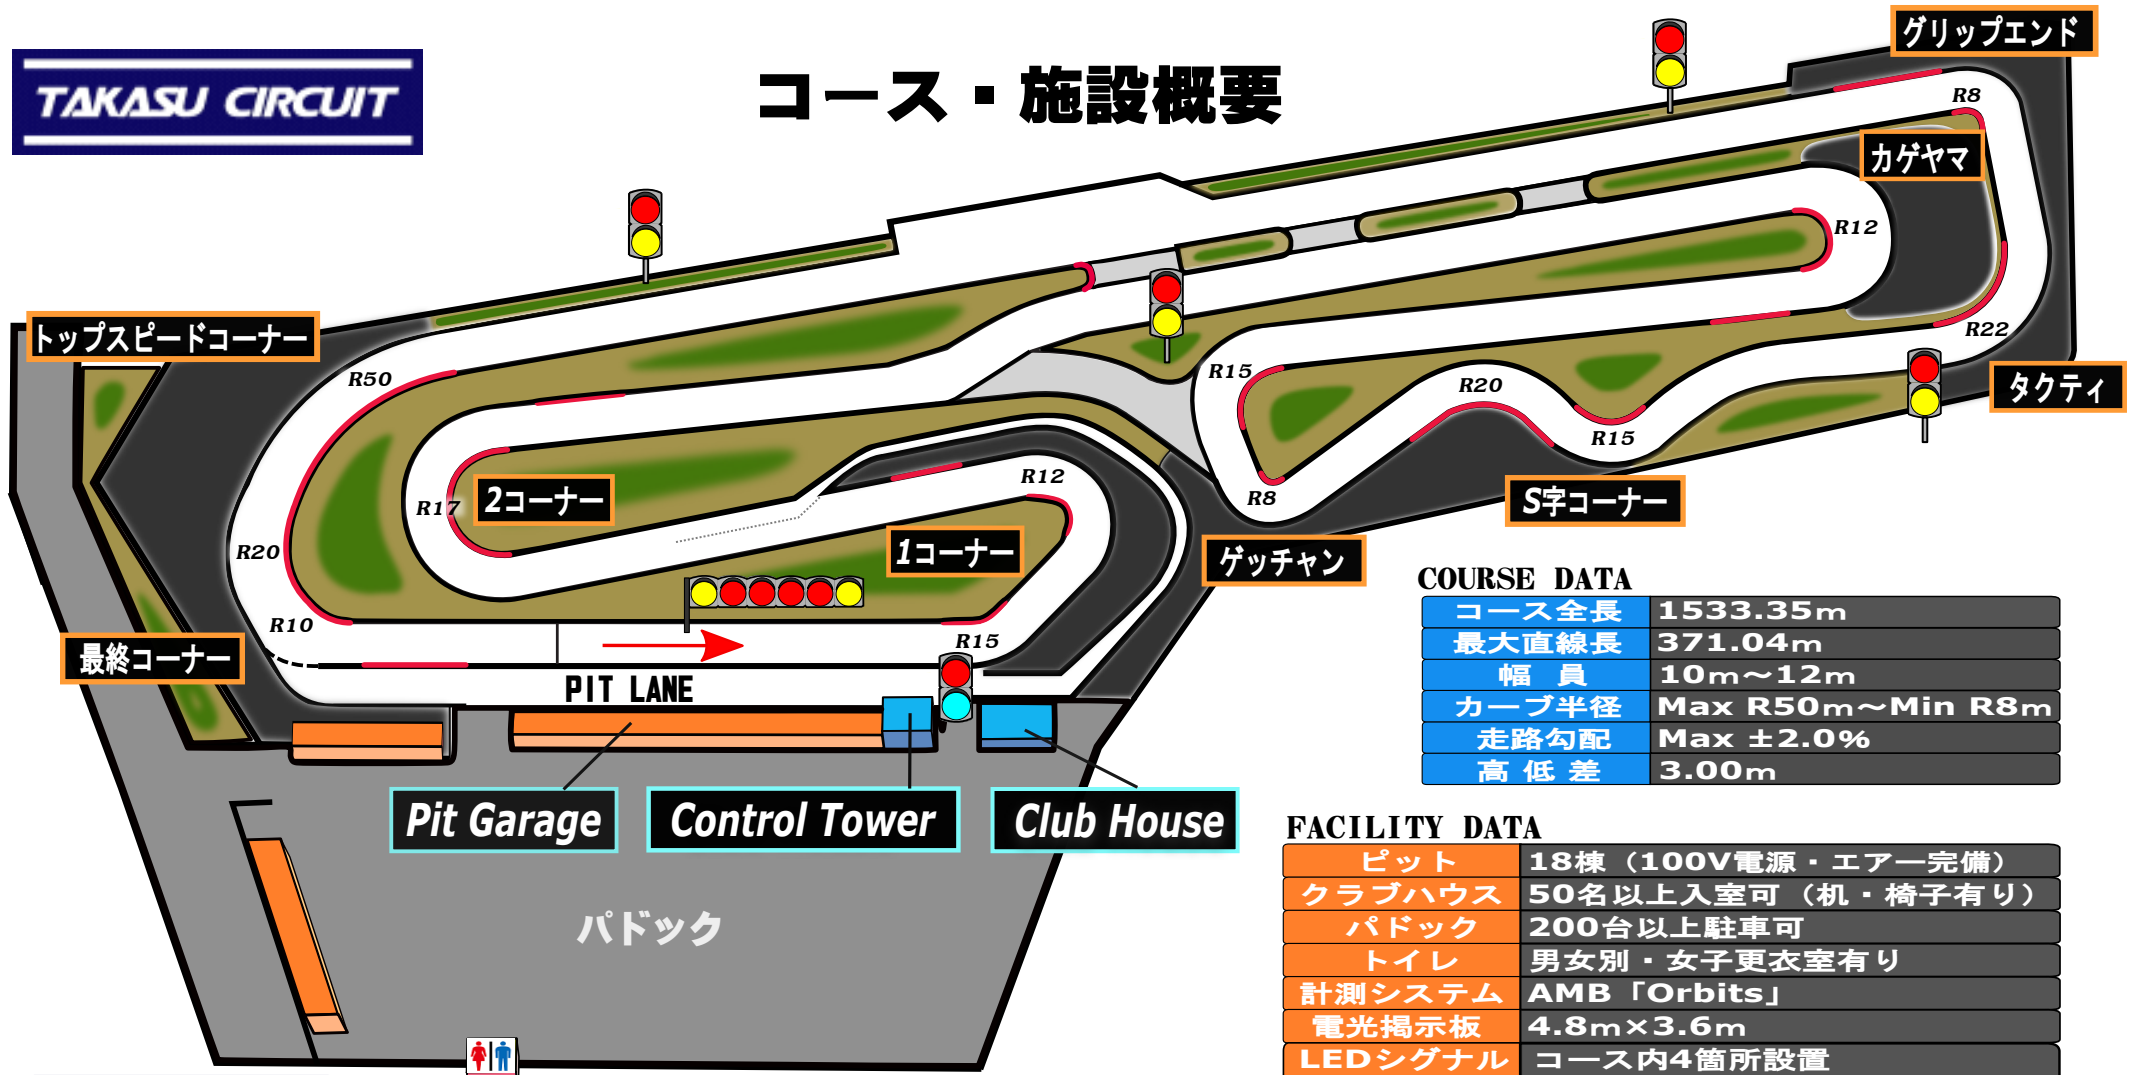 TAKASU CIRCUIT
コース・施設概要
グリップエンド
R8
カゲヤマ
R12
トップスピードコーナー
R50
R15
R20
R22
タクティ
R15
R17
2コーナー
R12
R8
S字コーナー
R20
1コーナー
ゲッチャン
R10
R15
最終コーナー
PIT LANE
Pit Garage
Control Tower
Club House
パドック
COURSE DATA
コース全長 1533.35m
最大直線長 371.04m
幅 員 10m～12m
カーブ半径 Max R50m～Min R8m
走路勾配 Max ±2.0%
高 低 差 3.00m
FACILITY DATA
ピット 18棟（100V電源・エアー完備）
クラブハウス 50名以上入室可（机・椅子有り）
パドック 200台以上駐車可
トイレ 男女別・女子更衣室有り
計測システム AMB「Orbits」
電光掲示板 4.8m×3.6m
LEDシグナル コース内4箇所設置